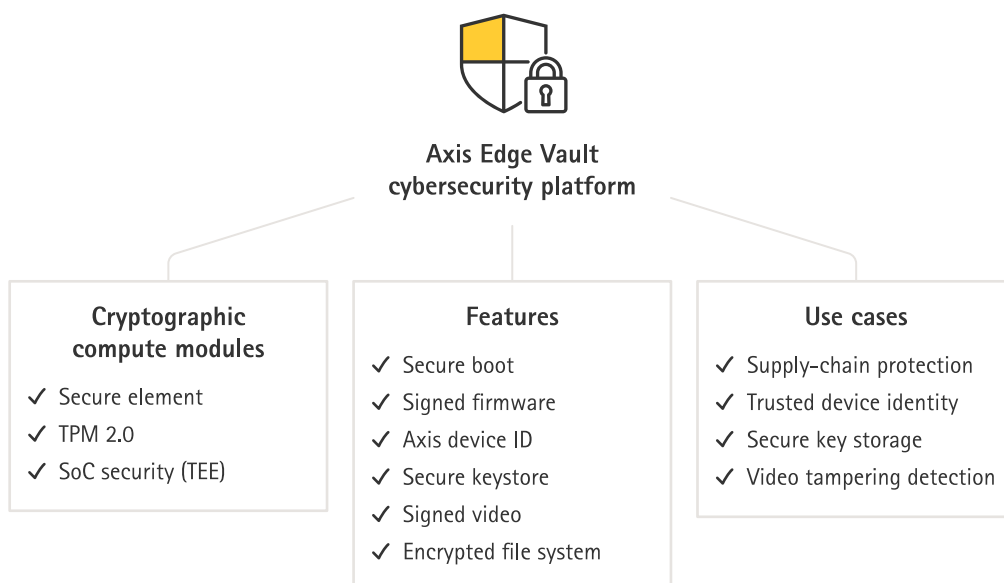 Axis Edge Vault
cybersecurity platform
Cryptographic
compute modules
Secure element
TPM 2.0
SoC security (TEE)
Features
Secure boot
Signed firmware
Axis device ID
Secure keystore
Signed video
Encrypted file system
Use cases
Supply-chain protection
Trusted device identity
Secure key storage
Video tampering detection